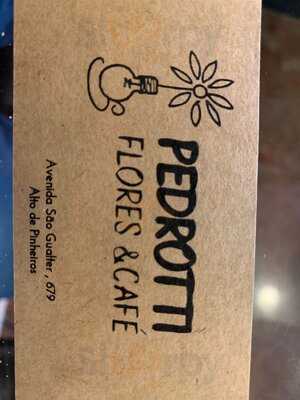 PEDROTTI
FLORES & CAFÉ
Avenida São Gualter, 679
Alto de Pinheiros